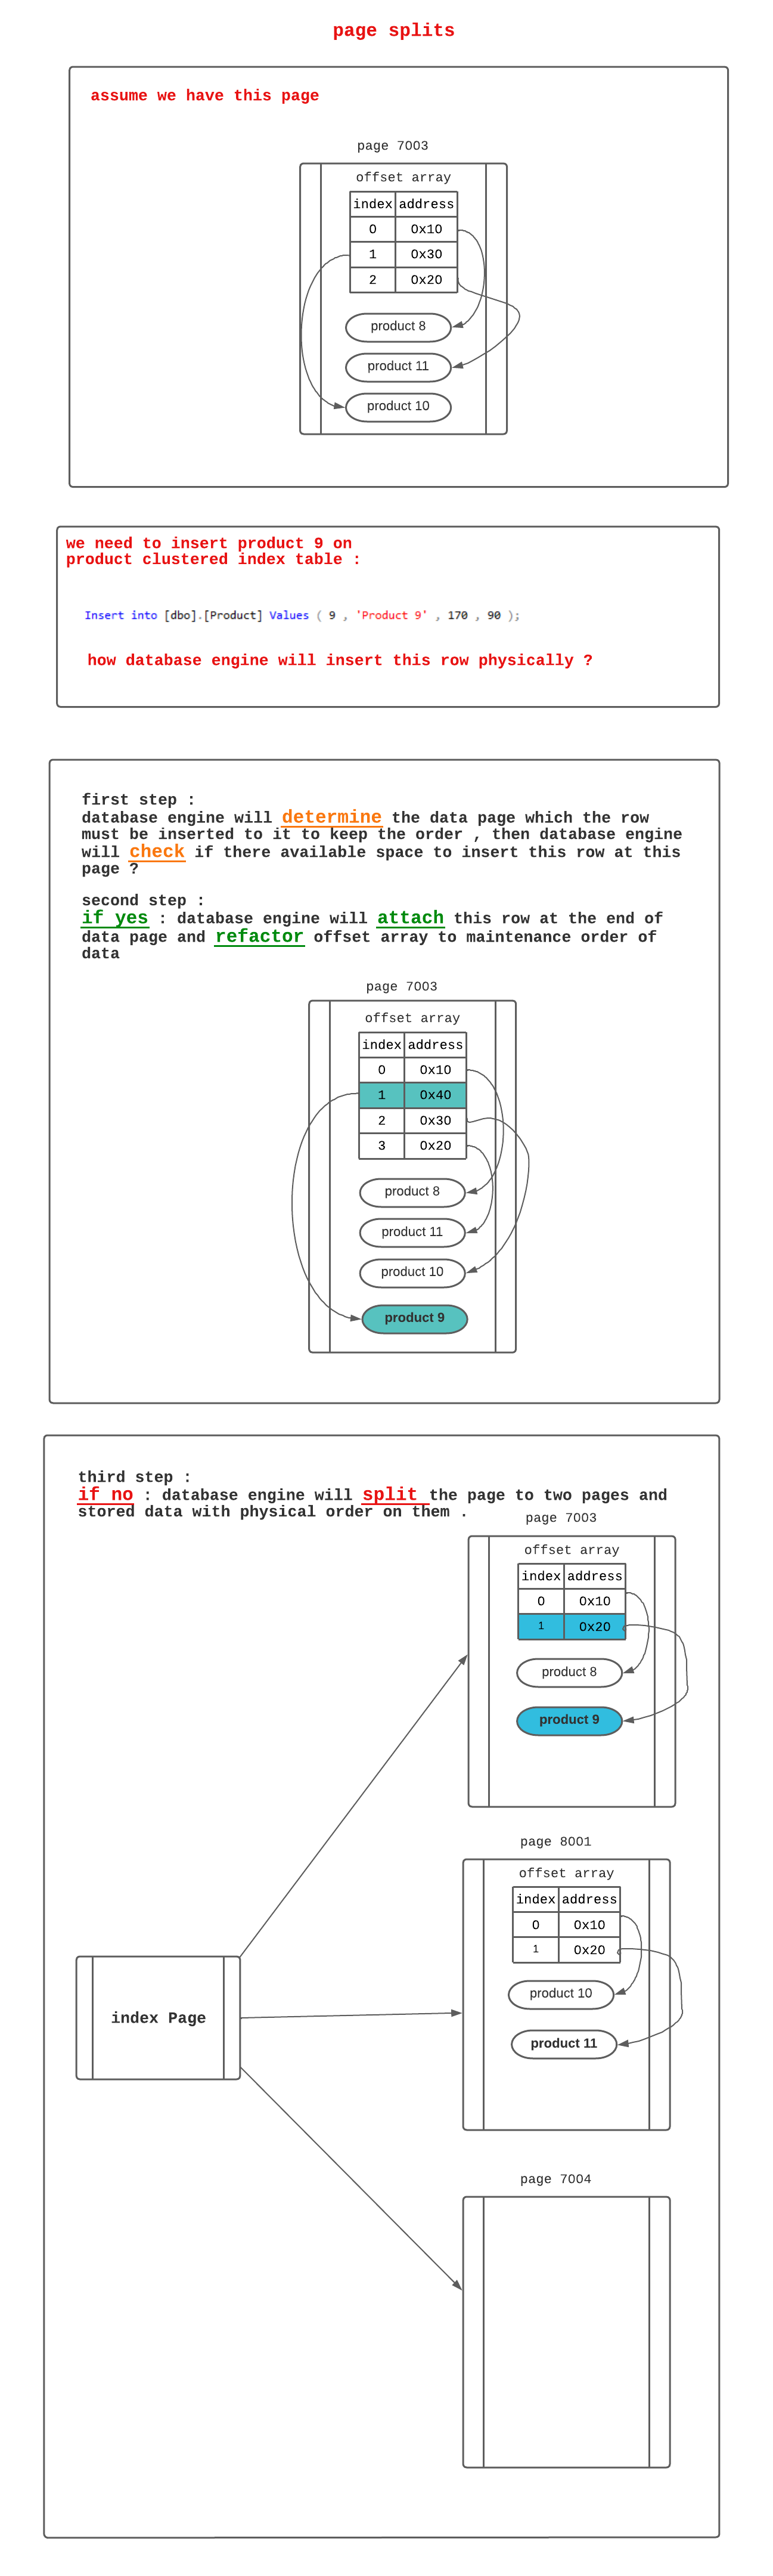 page splits
assume we have this page
page 7003
offset array
index address
0 0x10
1 0x30
2 0x20
product 8
product 11
product 10
we need to insert product 9 on
product clustered index table :
Insert into [dbo].[Product] Values ( 9 , 'Product 9' , 170 , 90 );
how database engine will insert this row physically ?
first step :
database engine will determine the data page which the row
must be inserted to it to keep the order , then database engine
will check if there available space to insert this row at this
page ?
second step :
if yes : database engine will attach this row at the end of
data page and refactor offset array to maintenance order of
data
page 7003
offset array
index address
0 0x10
1 0x40
2 0x30
3 0x20
product 8
product 11
product 10
product 9
third step :
if no : database engine will split the page to two pages and
stored data with physical order on them .
page 7003
offset array
index address
0 0x10
1 0x20
product 8
product 9
page 8001
offset array
index address
0 0x10
1 0x20
product 10
product 11
index Page
page 7004